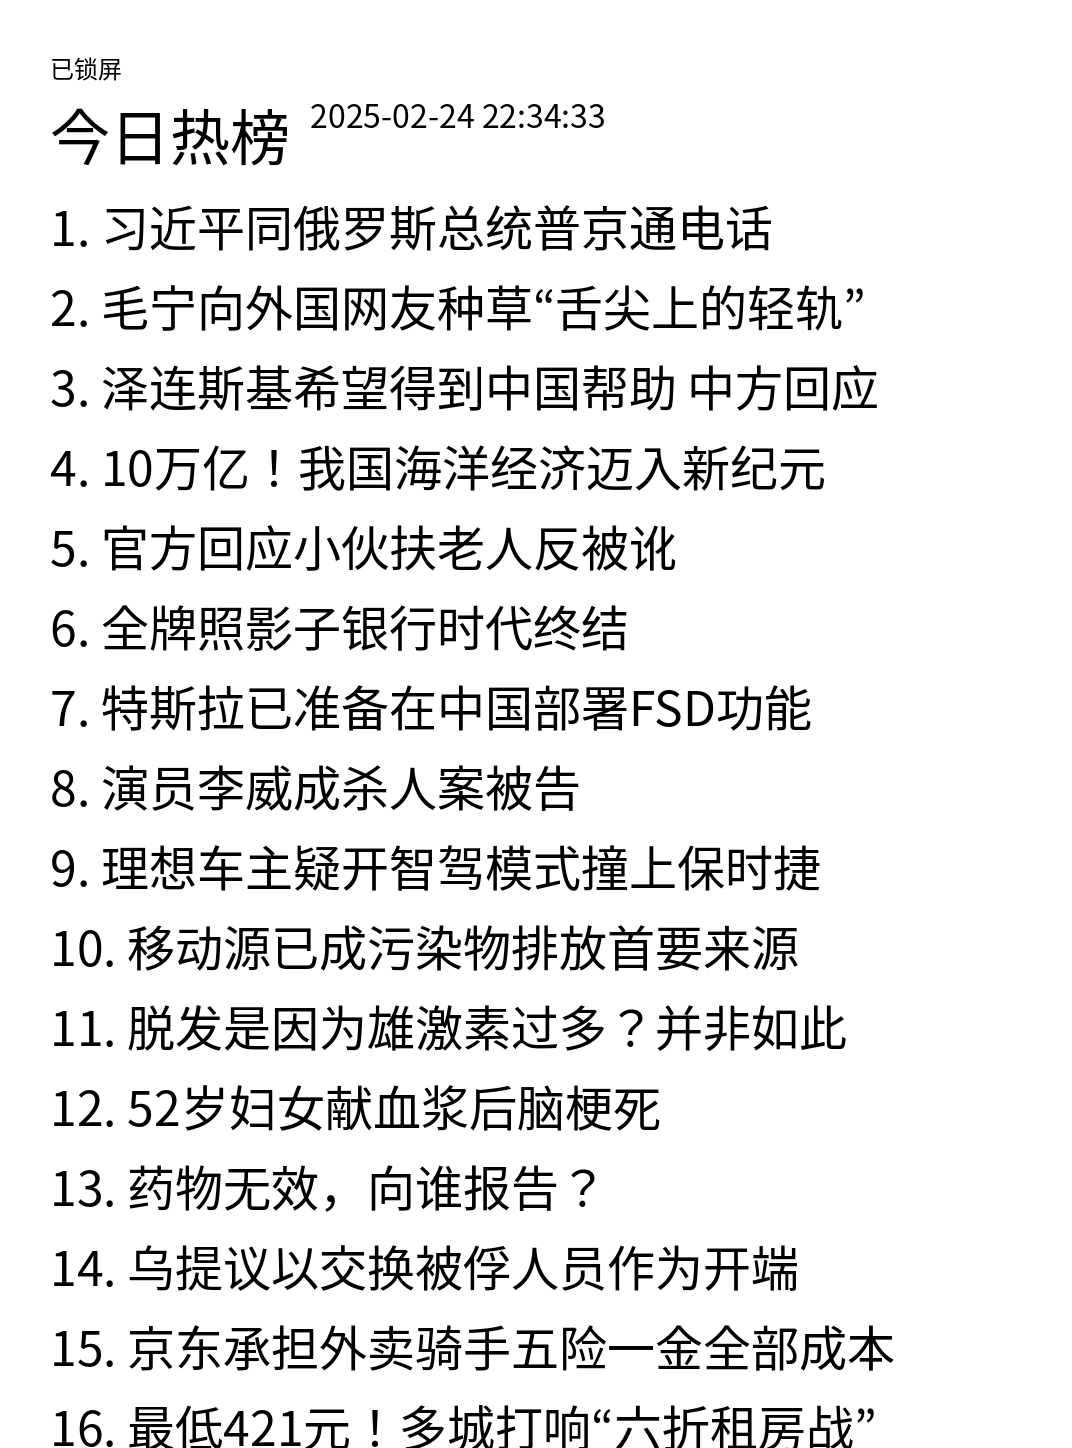 已锁屏
今日热榜 2025-02-24 22:34:33
1. 习近平同俄罗斯总统普京通电话
2. 毛宁向外国网友种草“舌尖上的轻轨”
3. 泽连斯基希望得到中国帮助 中方回应
4. 10万亿！我国海洋经济迈入新纪元
5. 官方回应小伙扶老人反被讹
6. 全牌照影子银行时代终结
7. 特斯拉已准备在中国部署FSD功能
8. 演员李威成杀人案被告
9. 理想车主疑开智驾模式撞上保时捷
10. 移动源已成污染物排放首要来源
11. 脱发是因为雄激素过多？并非如此
12. 52岁妇女献血浆后脑梗死
13. 药物无效，向谁报告？
14. 乌提议以交换被俘人员作为开端
15. 京东承担外卖骑手五险一金全部成本
16. 最低421元！多城打响“六折租房战”